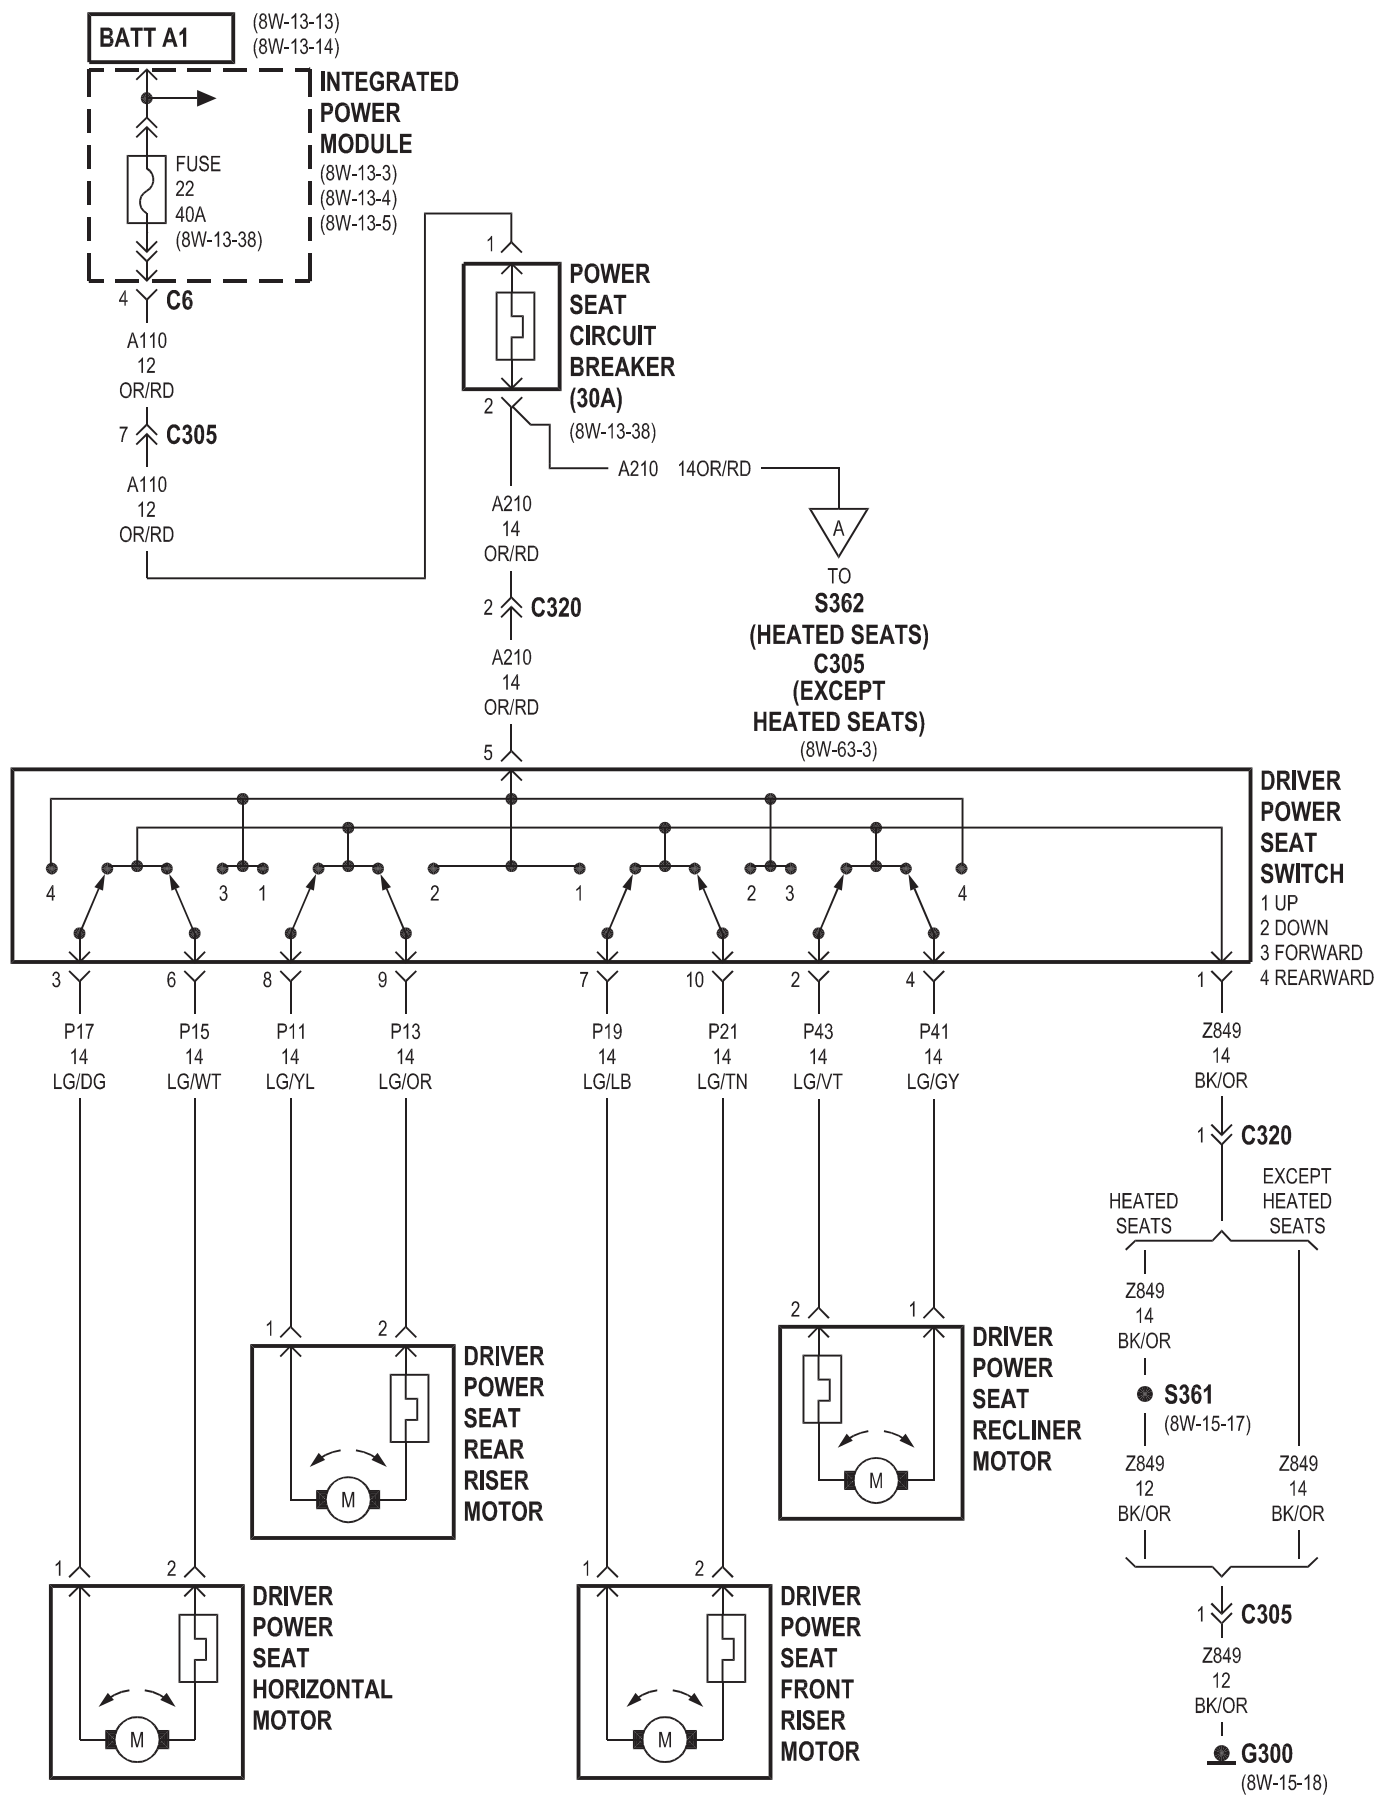 BATT A1
(8W-13-13)
(8W-13-14)
INTEGRATED
POWER
MODULE
(8W-13-3)
(8W-13-4)
(8W-13-5)
FUSE
22
40A
(8W-13-38)
4 C6
A110
12
OR/RD
7 C305
A110
12
OR/RD
1
POWER
SEAT
CIRCUIT
BREAKER
(30A)
(8W-13-38)
2
A210 14OR/RD
A
TO
S362
(HEATED SEATS)
C305
(EXCEPT
HEATED SEATS)
(8W-63-3)
A210
14
OR/RD
2 C320
A210
14
OR/RD
5
DRIVER
POWER
SEAT
SWITCH
1 UP
2 DOWN
3 FORWARD
4 REARWARD
4 3 1 2 1 2 3 4
3 6 8 9 7 10 2 4 1
P17 P15 P11 P13 P19 P21 P43 P41 Z849
14 14 14 14 14 14 14 14 14
LG/DG LG/WT LG/YL LG/OR LG/LB LG/TN LG/VT LG/GY BK/OR
1 C320
HEATED
SEATS
EXCEPT
HEATED
SEATS
Z849
14
BK/OR
S361
(8W-15-17)
Z849
12
BK/OR
Z849
14
BK/OR
1 C305
Z849
12
BK/OR
G300
(8W-15-18)
2 1
DRIVER
POWER
SEAT
RECLINER
MOTOR
M
1 2
DRIVER
POWER
SEAT
REAR
RISER
MOTOR
M
1 2
DRIVER
POWER
SEAT
HORIZONTAL
MOTOR
M
1 2
DRIVER
POWER
SEAT
FRONT
RISER
MOTOR
M